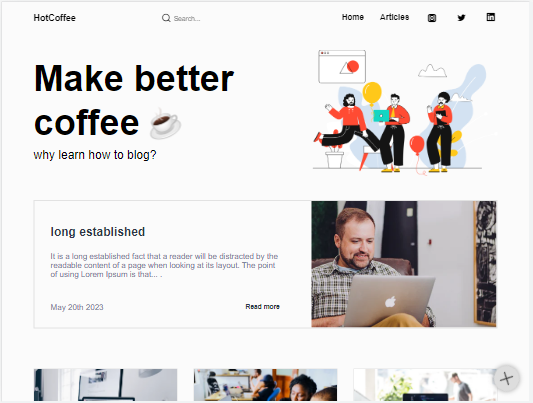 HotCoffee
Search...
Home
Articles
Make better
coffee
why learn how to blog?
long established
It is a long established fact that a reader will be distracted by the
readable content of a page when looking at its layout. The point
of using Lorem Ipsum is that... .
May 20th 2023
Read more